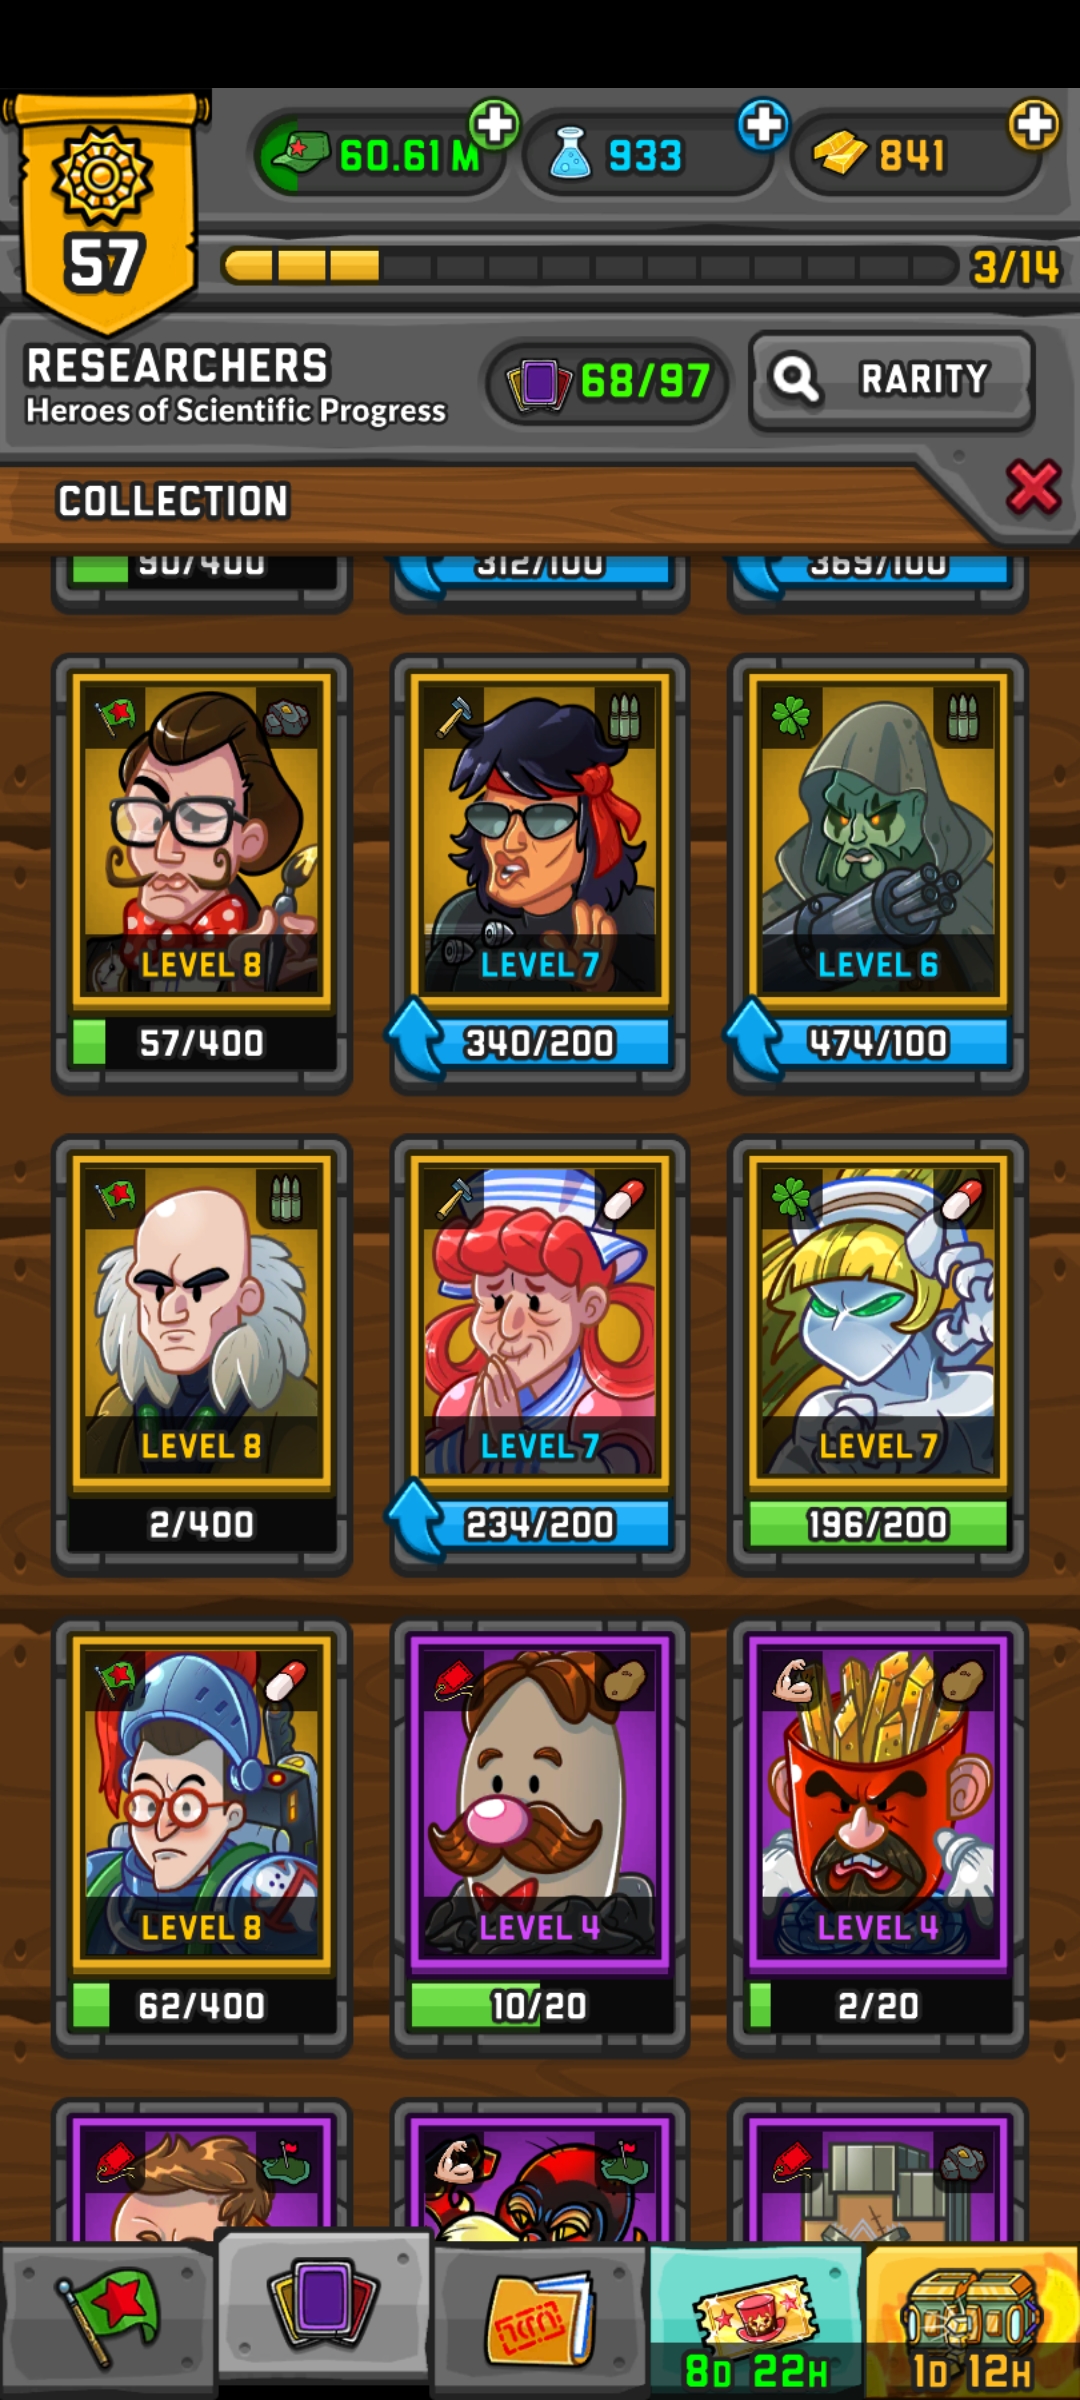 60.61 M
933
841
57
3/14
RESEARCHERS
Heroes of Scientific Progress
68/97
RARITY
COLLECTION
90/400
312/100
369/100
LEVEL 8
LEVEL 7
LEVEL 6
57/400
340/200
474/100
LEVEL 8
LEVEL 7
LEVEL 7
2/400
234/200
196/200
LEVEL 8
LEVEL 4
LEVEL 4
62/400
10/20
2/20
8D 22H
1D 12H